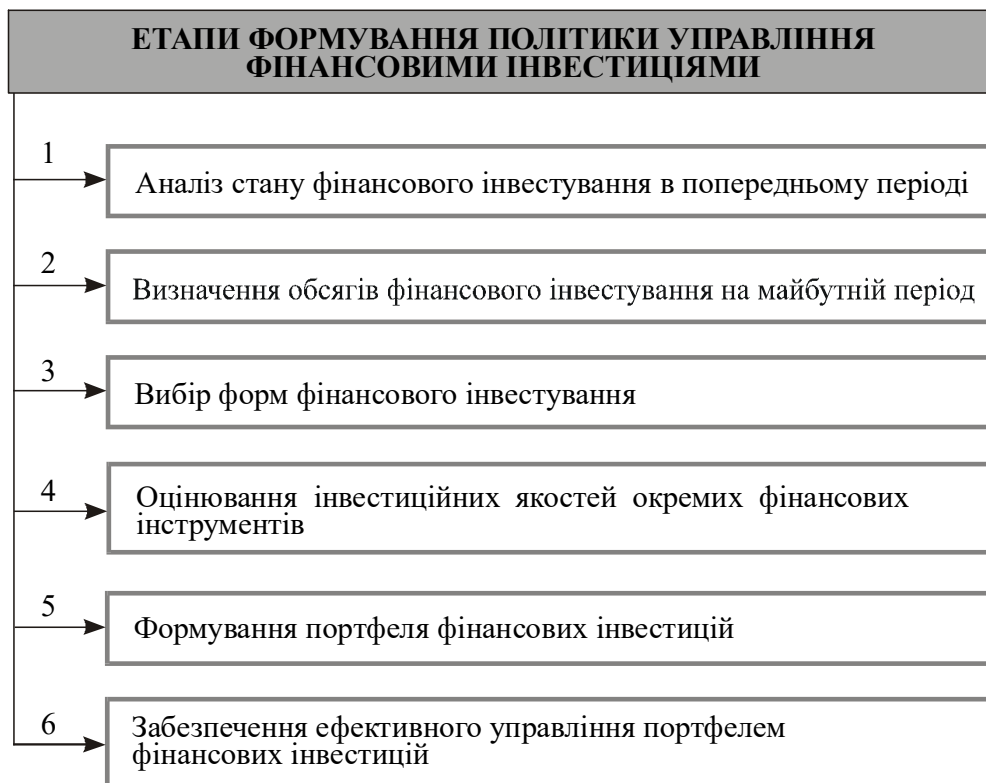 ЕТАПИ ФОРМУВАННЯ ПОЛІТИКИ УПРАВЛІННЯ
ФІНАНСОВИМИ ІНВЕСТИЦІЯМИ
1
Аналіз стану фінансового інвестування в попередньому періоді
2
Визначення обсягів фінансового інвестування на майбутній період
3
Вибір форм фінансового інвестування
4
Оцінювання інвестиційних якостей окремих фінансових
інструментів
5
Формування портфеля фінансових інвестицій
6
Забезпечення ефективного управління портфелем
фінансових інвестицій